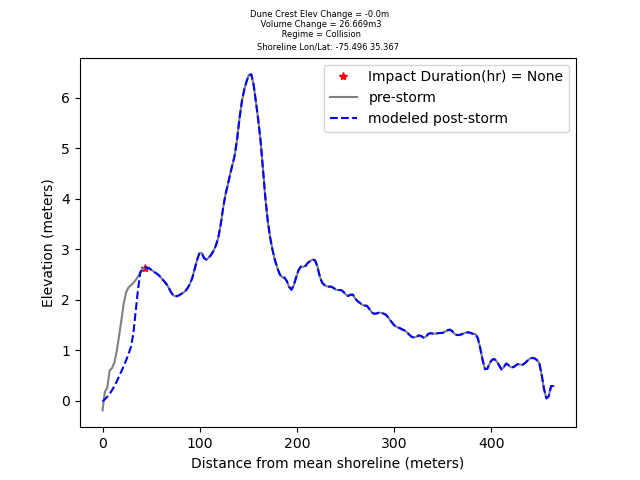 Dune Crest Elev Change = -0.0m
Volume Change = 26.669m3
Regime = Collision
Shoreline Lon/Lat: -75.496 35.367
Impact Duration(hr) = None
pre-storm
modeled post-storm
Elevation (meters)
6
5
4
3
2
1
0
0 100 200 300 400
Distance from mean shoreline (meters)